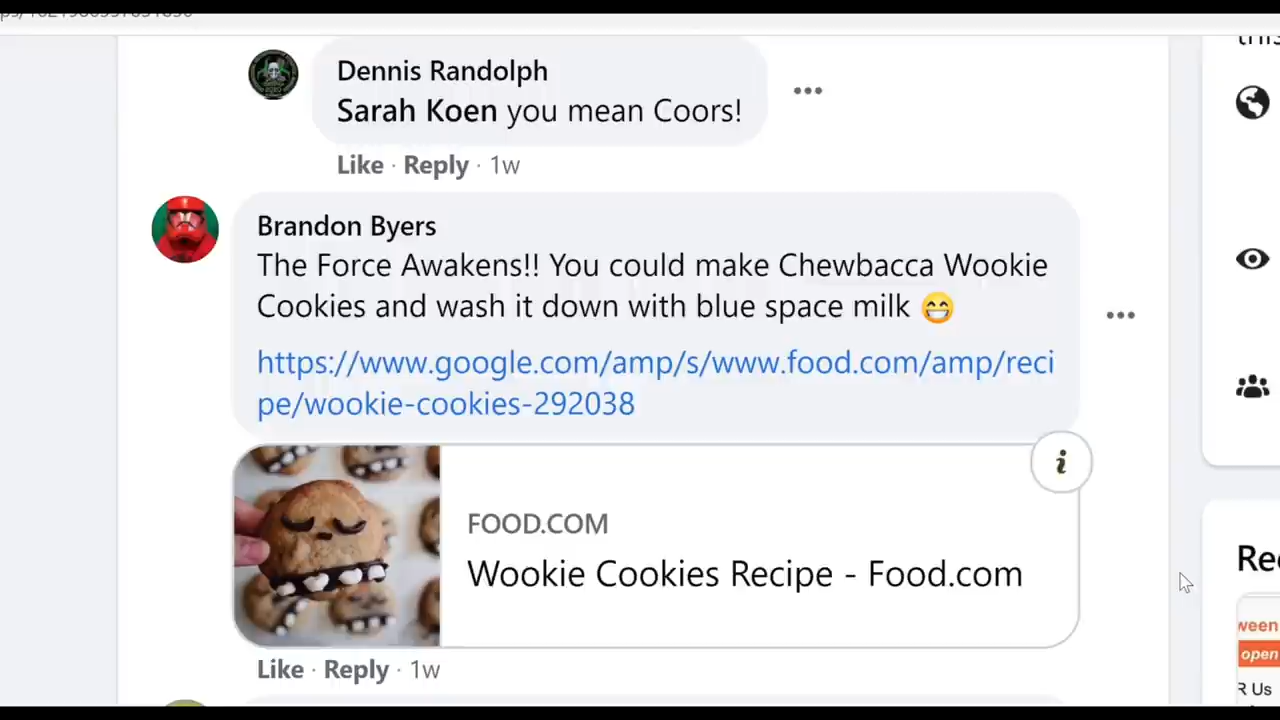 Dennis Randolph
Sarah Koen you mean Coors!
Like · Reply · 1w
Brandon Byers
The Force Awakens!! You could make Chewbacca Wookie
Cookies and wash it down with blue space milk 😁
https://www.google.com/amp/s/www.food.com/amp/reci
pe/wookie-cookies-292038
i
FOOD.COM
Wookie Cookies Recipe - Food.com
Like · Reply · 1w
open
R Us